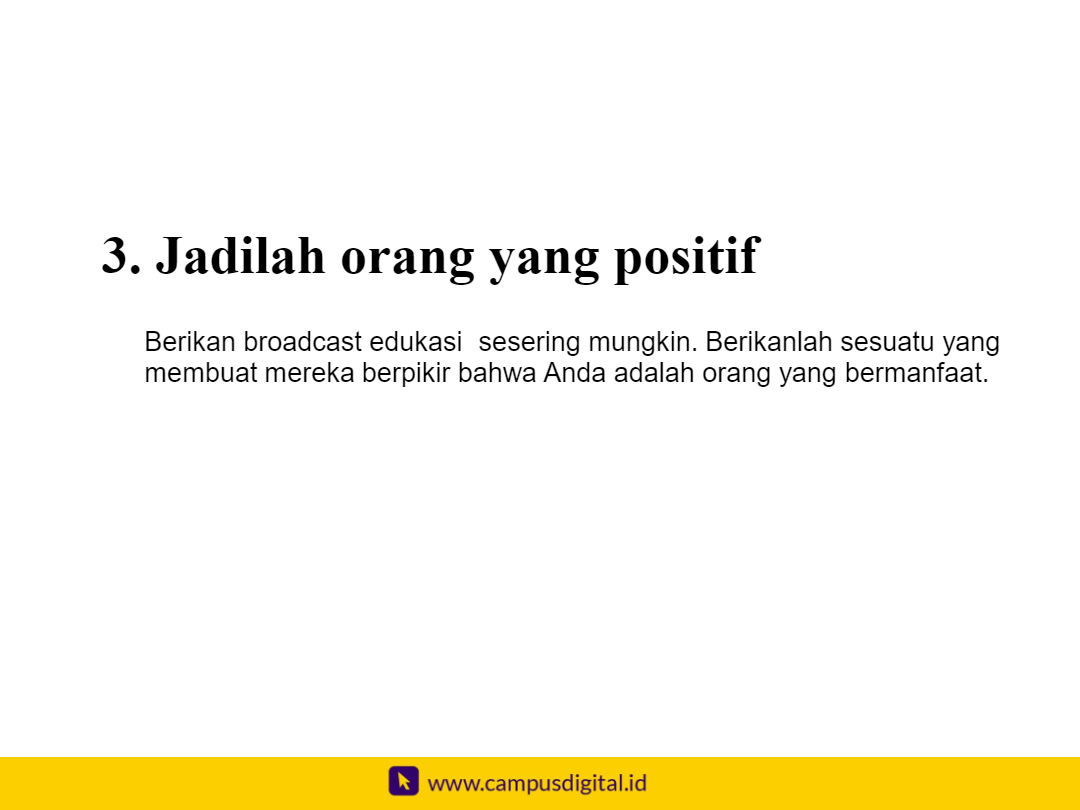 3. Jadilah orang yang positif
Berikan broadcast edukasi  sesering mungkin. Berikanlah sesuatu yang
membuat mereka berpikir bahwa Anda adalah orang yang bermanfaat.
www.campusdigital.id